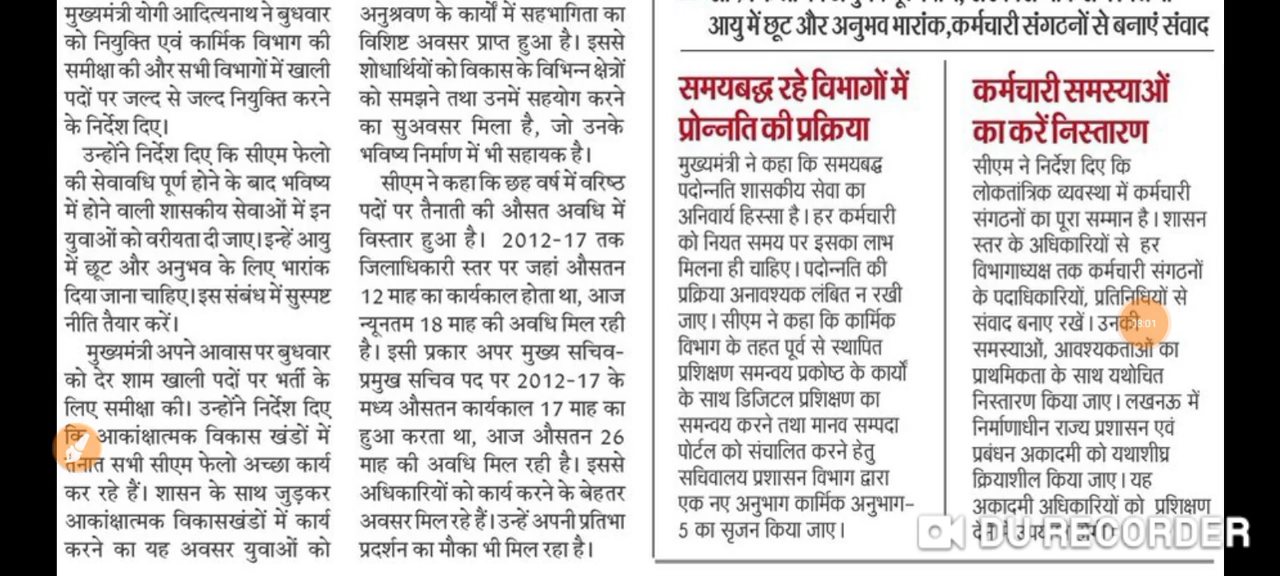 मुख्यमंत्री योगी आदित्यनाथ ने बुधवार
को नियुक्ति एवं कार्मिक विभाग की
समीक्षा की और सभी विभागों में खाली
पदों पर जल्द से जल्द नियुक्ति करने
के निर्देश दिए।
उन्होंने निर्देश दिए कि सीएम फेलो
की सेवावधि पूर्ण होने के बाद भविष्य
में होने वाली शासकीय सेवाओं में इन
युवाओं को वरीयता दी जाए। इन्हें आयु
में छूट और अनुभव के लिए भारांक
दिया जाना चाहिए। इस संबंध में सुस्पष्ट
नीति तैयार करें।
मुख्यमंत्री अपने आवास पर बुधवार
को देर शाम खाली पदों पर भर्ती के
लिए समीक्षा की। उन्होंने निर्देश दिए
कि आकांक्षात्मक विकास खंडों में
तैनात सभी सीएम फेलो अच्छा कार्य
कर रहे हैं। शासन के साथ जुड़कर
आकांक्षात्मक विकासखंडों में कार्य
करने का यह अवसर युवाओं को
अनुश्रवण के कार्यों में सहभागिता का
विशिष्ट अवसर प्राप्त हुआ है। इससे
शोधार्थियों को विकास के विभिन्न क्षेत्रों
को समझने तथा उनमें सहयोग करने
का सुअवसर मिला है, जो उनके
भविष्य निर्माण में भी सहायक है।
सीएम ने कहा कि छह वर्ष में वरिष्ठ
पदों पर तैनाती की औसत अवधि में
विस्तार हुआ है। 2012-17 तक
जिलाधिकारी स्तर पर जहां औसतन
12 माह का कार्यकाल होता था, आज
न्यूनतम 18 माह की अवधि मिल रही
है। इसी प्रकार अपर मुख्य सचिव-
प्रमुख सचिव पद पर 2012-17 के
मध्य औसतन कार्यकाल 17 माह का
हुआ करता था, आज औसतन 26
माह की अवधि मिल रही है। इससे
अधिकारियों को कार्य करने के बेहतर
अवसर मिल रहे हैं। उन्हें अपनी प्रतिभा
प्रदर्शन का मौका भी मिल रहा है।
आयु में छूट और अनुभव भारांक,कर्मचारी संगठनों से बनाएं संवाद
समयबद्ध रहे विभागों में
प्रोन्नति की प्रक्रिया
मुख्यमंत्री ने कहा कि समयबद्ध
पदोन्नति शासकीय सेवा का
अनिवार्य हिस्सा है। हर कर्मचारी
को नियत समय पर इसका लाभ
मिलना ही चाहिए। पदोन्नति की
प्रक्रिया अनावश्यक लंबित न रखी
जाए। सीएम ने कहा कि कार्मिक
विभाग के तहत पूर्व से स्थापित
प्रशिक्षण समन्वय प्रकोष्ठ के कार्यों
के साथ डिजिटल प्रशिक्षण का
समन्वय करने तथा मानव सम्पदा
पोर्टल को संचालित करने हेतु
सचिवालय प्रशासन विभाग द्वारा
एक नए अनुभाग कार्मिक अनुभाग-
5 का सृजन किया जाए।
कर्मचारी समस्याओं
का करें निस्तारण
सीएम ने निर्देश दिए कि
लोकतांत्रिक व्यवस्था में कर्मचारी
संगठनों का पूरा सम्मान है। शासन
स्तर के अधिकारियों से हर
विभागाध्यक्ष तक कर्मचारी संगठनों
के पदाधिकारियों, प्रतिनिधियों से
संवाद बनाए रखें। उनकी
समस्याओं, आवश्यकताओं का
प्राथमिकता के साथ यथोचित
निस्तारण किया जाए। लखनऊ में
निर्माणाधीन राज्य प्रशासन एवं
प्रबंधन अकादमी को यथाशीघ्र
क्रियाशील किया जाए। यह
अकादमी अधिकारियों को प्रशिक्षण
DU RECORDER